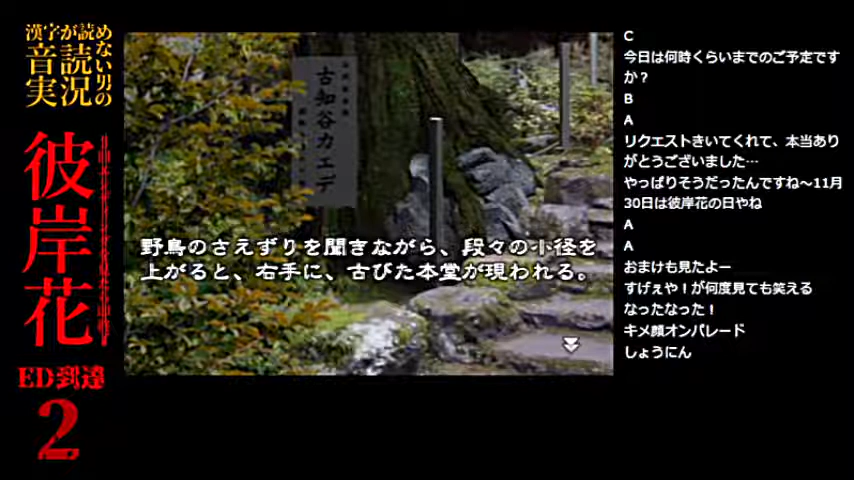 漢字が読め
ない男の
音読
実況
彼岸花
ED到達
2
古知谷カエデ
野鳥のさえずりを聞きながら、段々の小径を
上がると、右手に、古びた本堂が現われる。
C
今日は何時くらいまでのご予定です
か？
B
A
リクエストきいてくれて、本当あり
がとうございました…
やっぱりそうだったんですね～11月
30日は彼岸花の日やね
A
A
おまけも見たよー
すげぇや！が何度見ても笑える
なったなった！
キメ顔オンパレード
しょうにん